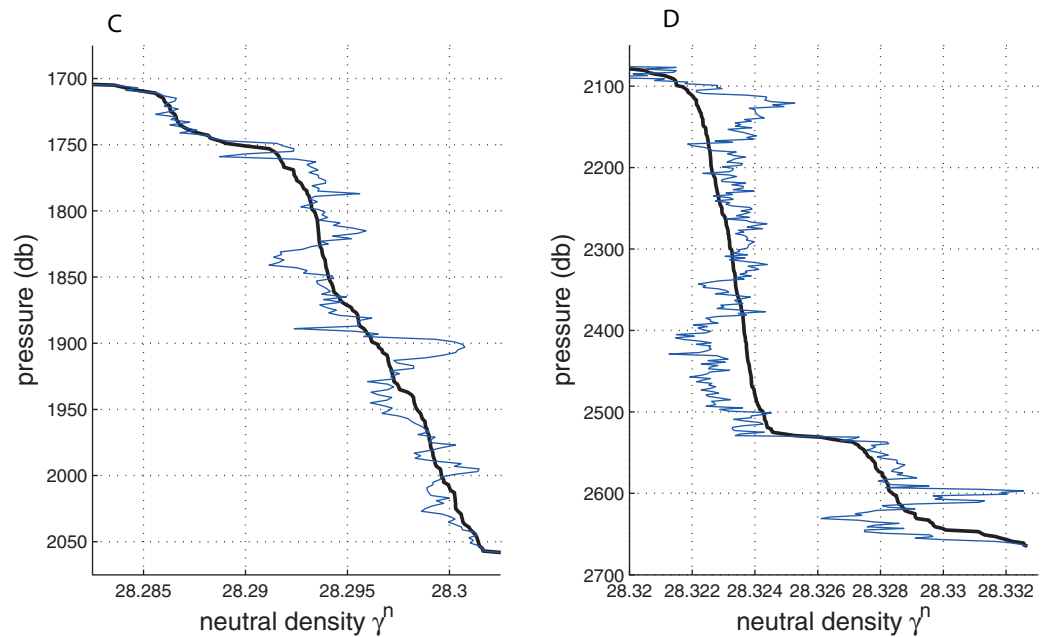 C
1700
1750
1800
1850
1900
1950
2000
2050
pressure (db)
28.285 28.29 28.295 28.3
neutral density γⁿ
D
2100
2200
2300
2400
2500
2600
2700
pressure (db)
28.32 28.322 28.324 28.326 28.328 28.33 28.332
neutral density γⁿ